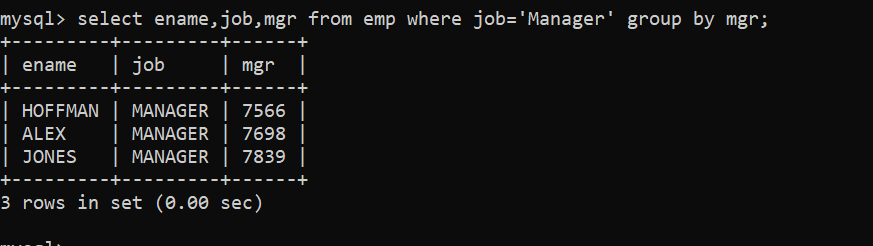 mysql> select ename,job,mgr from emp where job='Manager' group by mgr;
+---------+---------+------+
| ename   | job     | mgr  |
+---------+---------+------+
| HOFFMAN | MANAGER | 7566 |
| ALEX    | MANAGER | 7698 |
| JONES   | MANAGER | 7839 |
+---------+---------+------+
3 rows in set (0.00 sec)
mysql>